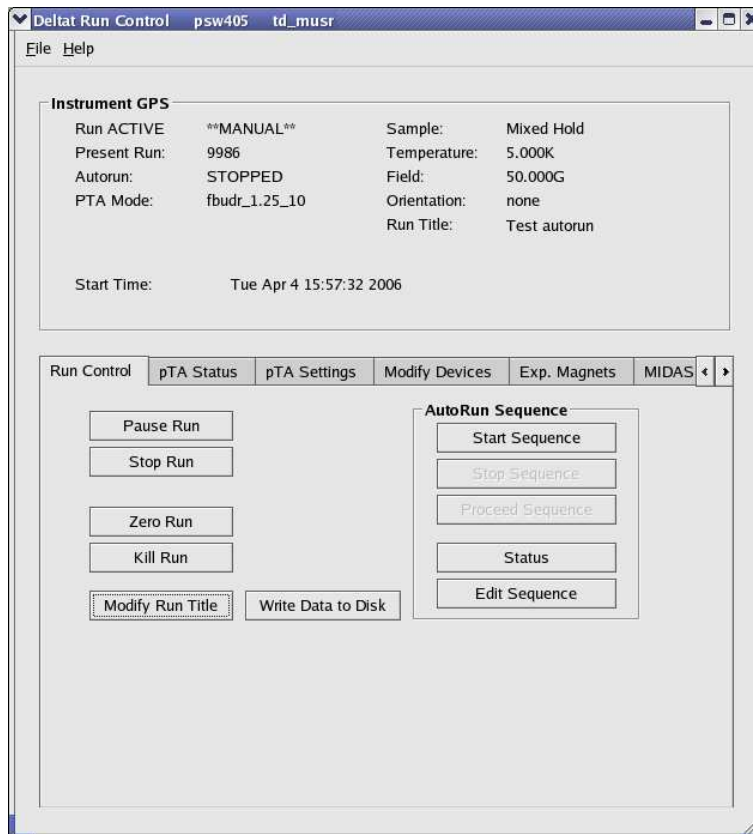 Deltat Run Control psw405 td_musr
File Help
Instrument GPS
Run ACTIVE **MANUAL** Sample: Mixed Hold
Present Run: 9986 Temperature: 5.000K
Autorun: STOPPED Field: 50.000G
PTA Mode: fbudr_1.25_10 Orientation: none
Run Title: Test autorun
Start Time: Tue Apr 4 15:57:32 2006
Run Control pTA Status pTA Settings Modify Devices Exp. Magnets MIDAS
AutoRun Sequence
Pause Run Start Sequence
Stop Run Stop Sequence
Zero Run Proceed Sequence
Kill Run Status
Modify Run Title Write Data to Disk Edit Sequence